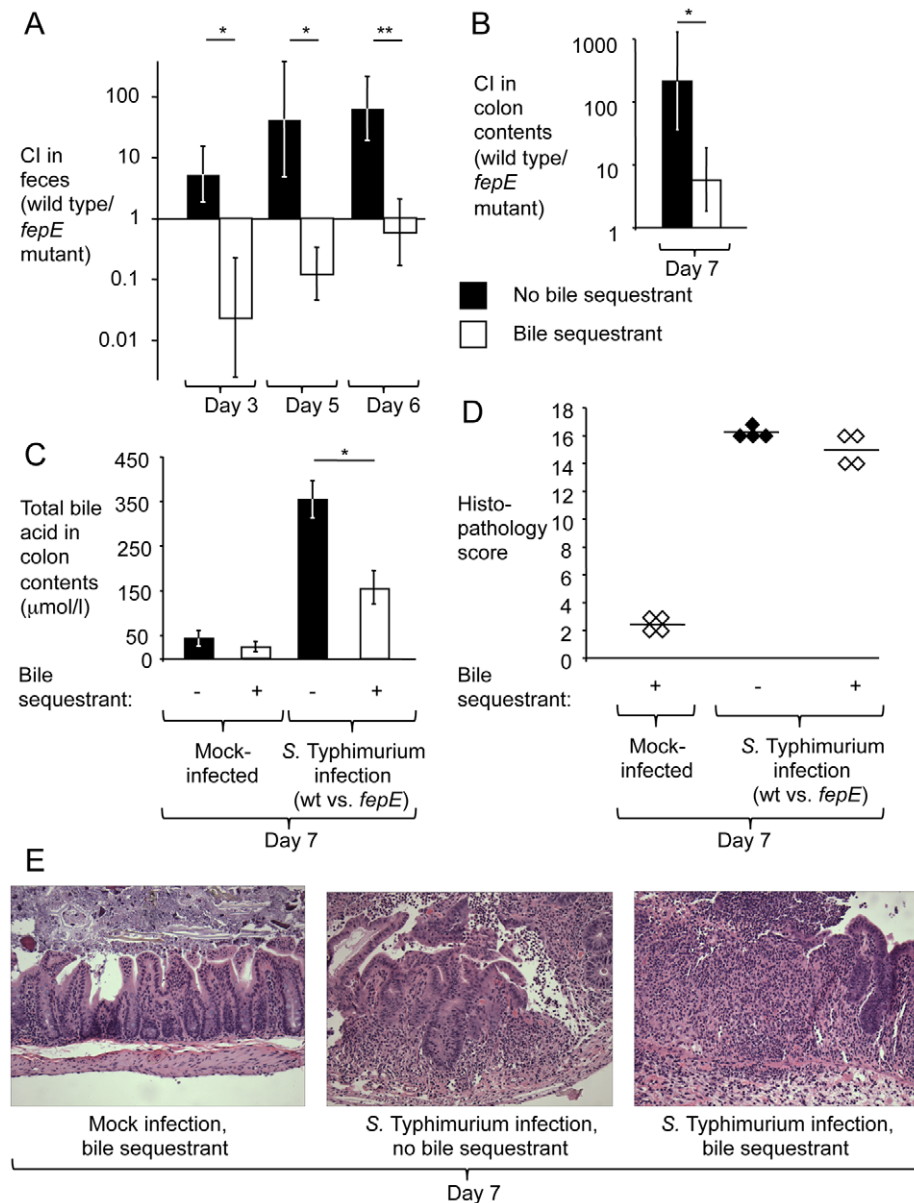 A
* * **
100
10
1
0.1
0.01
CI in
feces
(wild type/
fepE
mutant)
Day 3 Day 5 Day 6
B
*
1000
100
10
1
CI in
colon
contents
(wild type/
fepE
mutant)
Day 7
No bile sequestrant
Bile sequestrant
C
*
450
350
250
150
50
0
Total bile
acid in
colon
contents
(μmol/l)
Bile
sequestrant:
- + - +
Mock-
infected
S. Typhimurium
infection
(wt vs. fepE)
Day 7
D
18
16
14
12
10
8
6
4
2
0
Histo-
pathology
score
Bile
sequestrant:
+ - +
Mock-
infected
S. Typhimurium
infection
(wt vs. fepE)
Day 7
E
Mock infection,
bile sequestrant
S. Typhimurium infection,
no bile sequestrant
S. Typhimurium infection,
bile sequestrant
Day 7